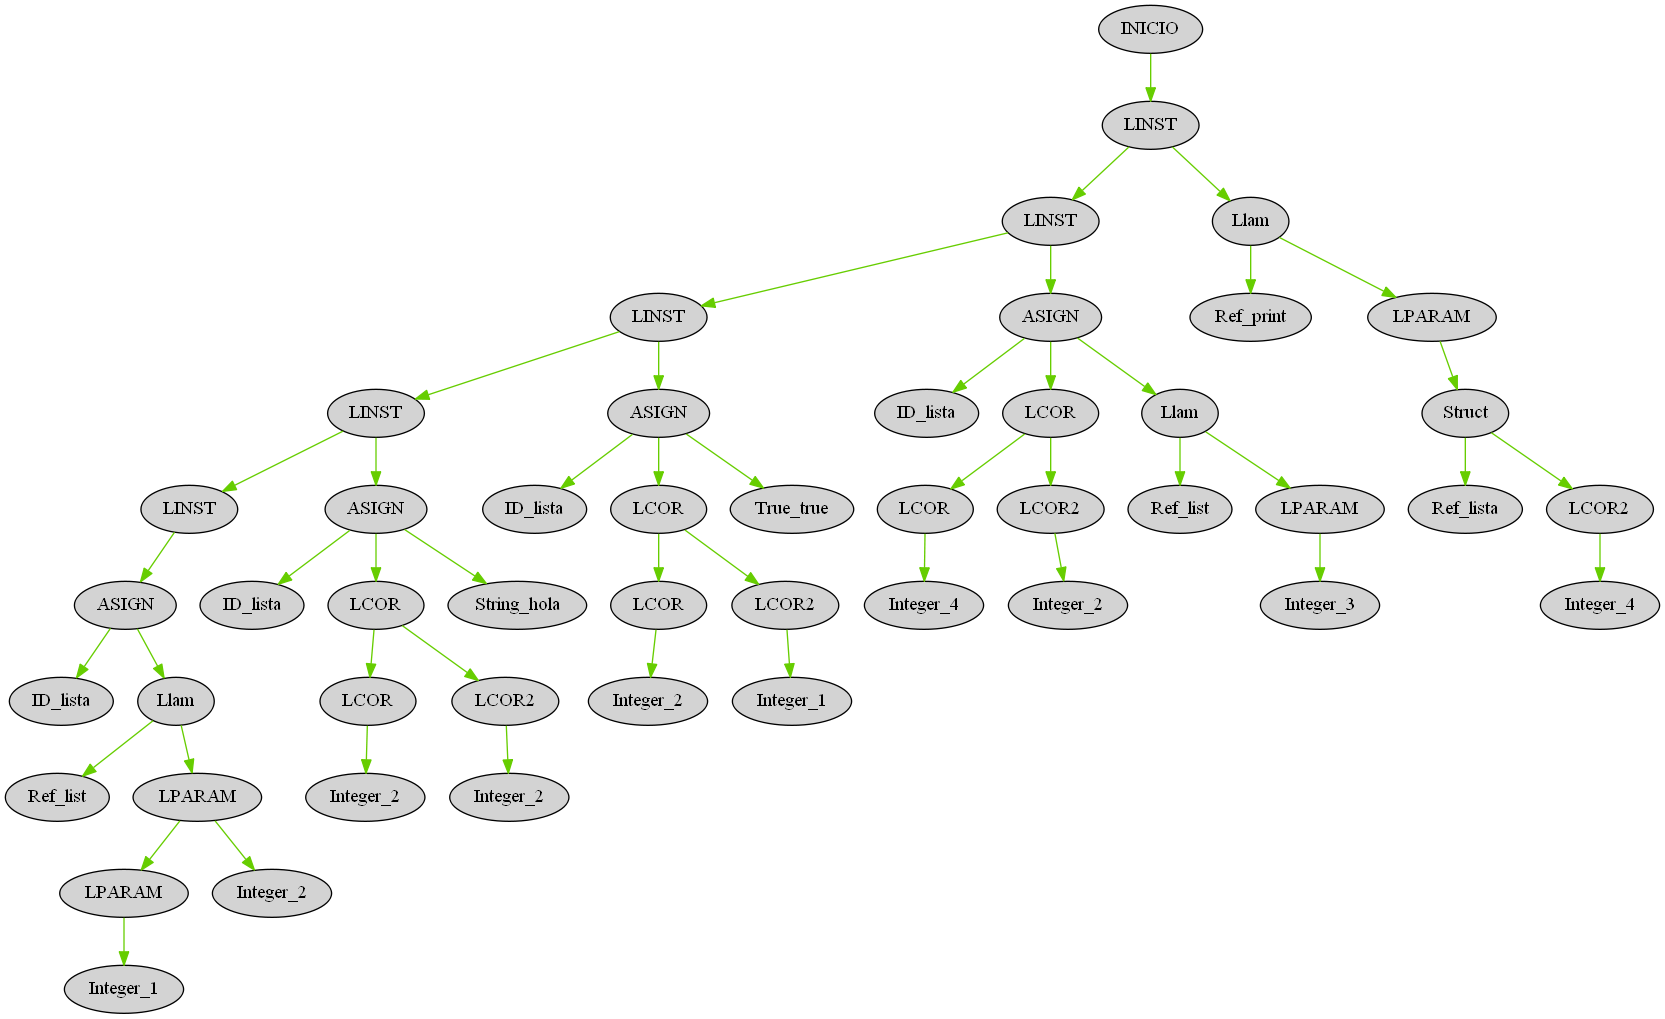 INICIO
LINST
LINST Llam
LINST ASIGN Ref_print LPARAM
LINST ASIGN ID_lista LCOR Llam Struct
LINST ASIGN ID_lista LCOR True_true LCOR LCOR2 Ref_list LPARAM Ref_lista LCOR2
ASIGN ID_lista LCOR String_hola LCOR LCOR2 Integer_4 Integer_2 Integer_3 Integer_4
ID_lista Llam LCOR LCOR2 Integer_2 Integer_1
Ref_list LPARAM Integer_2 Integer_2
LPARAM Integer_2
Integer_1